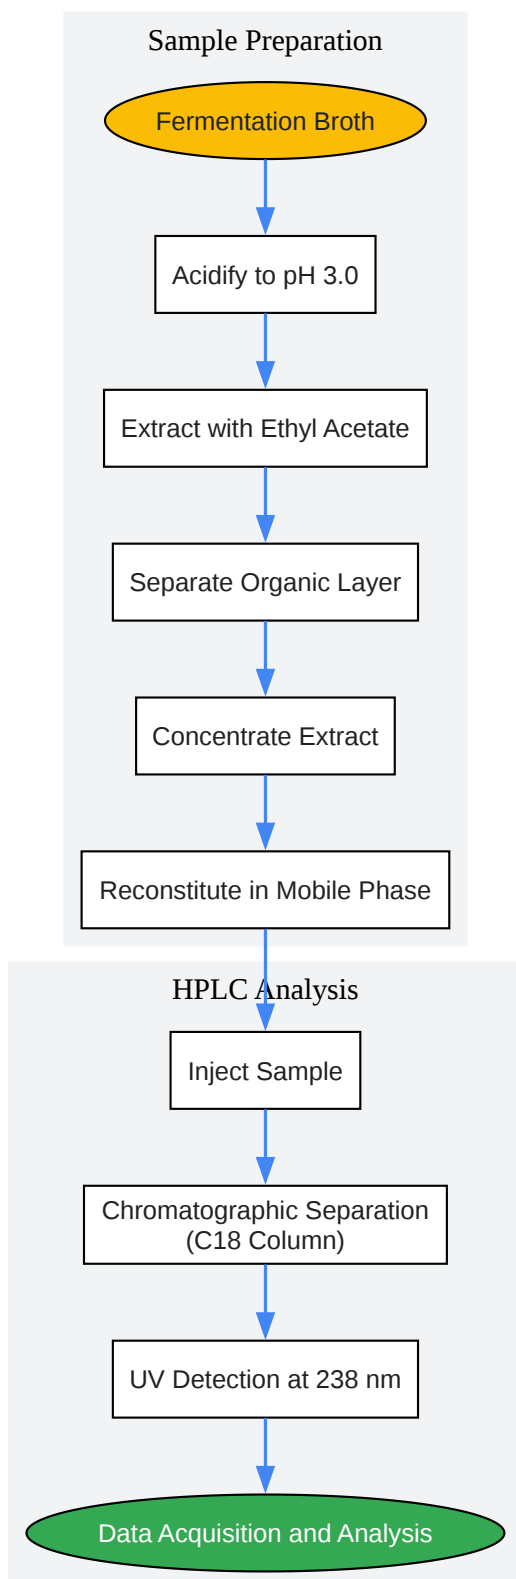 Sample Preparation
Fermentation Broth
Acidify to pH 3.0
Extract with Ethyl Acetate
Separate Organic Layer
Concentrate Extract
Reconstitute in Mobile Phase
HPLC Analysis
Inject Sample
Chromatographic Separation
(C18 Column)
UV Detection at 238 nm
Data Acquisition and Analysis